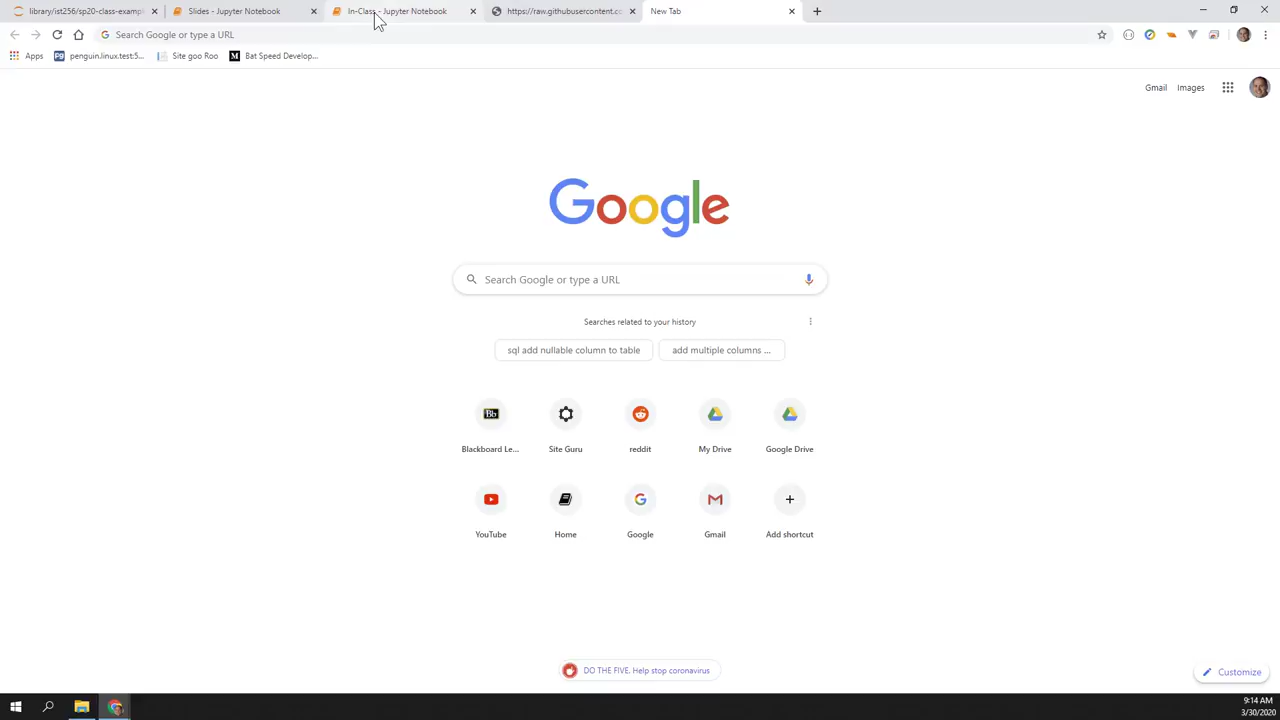 library/ist256/sp20-class-exampl
Slides - Jupyter Notebook
In-Class - Jupyter Notebook
https://raw.githubusercontent.co
New Tab
Search Google or type a URL
Apps
penguin.linux.test:5...
Site goo Roo
Bat Speed Develop...
Gmail
Images
Google
Search Google or type a URL
Searches related to your history
sql add nullable column to table
add multiple columns ...
Bb
Blackboard Le...
Site Guru
reddit
My Drive
Google Drive
YouTube
Home
Google
Gmail
Add shortcut
DO THE FIVE. Help stop coronavirus
Customize
9:14 AM
3/30/2020